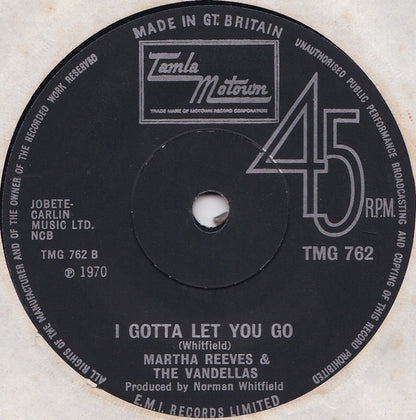 MADE IN GT. BRITAIN
UNAUTHORISED PUBLIC PERFORMANCE BROADCASTING AND COPYING OF THIS RECORD PROHIBITED
ALL RIGHTS OF THE MANUFACTURER AND OF THE OWNER OF THE RECORDED WORK RESERVED
Tamla
Motown
TRADE MARK OF MOTOWN RECORD CORPORATION
45
R.P.M.
JOBETE-
CARLIN
MUSIC LTD.
NCB
TMG 762
TMG 762 B
℗ 1970
I GOTTA LET YOU GO
(Whitfield)
MARTHA REEVES &
THE VANDELLAS
Produced by Norman Whitfield
E.M.I. RECORDS LIMITED